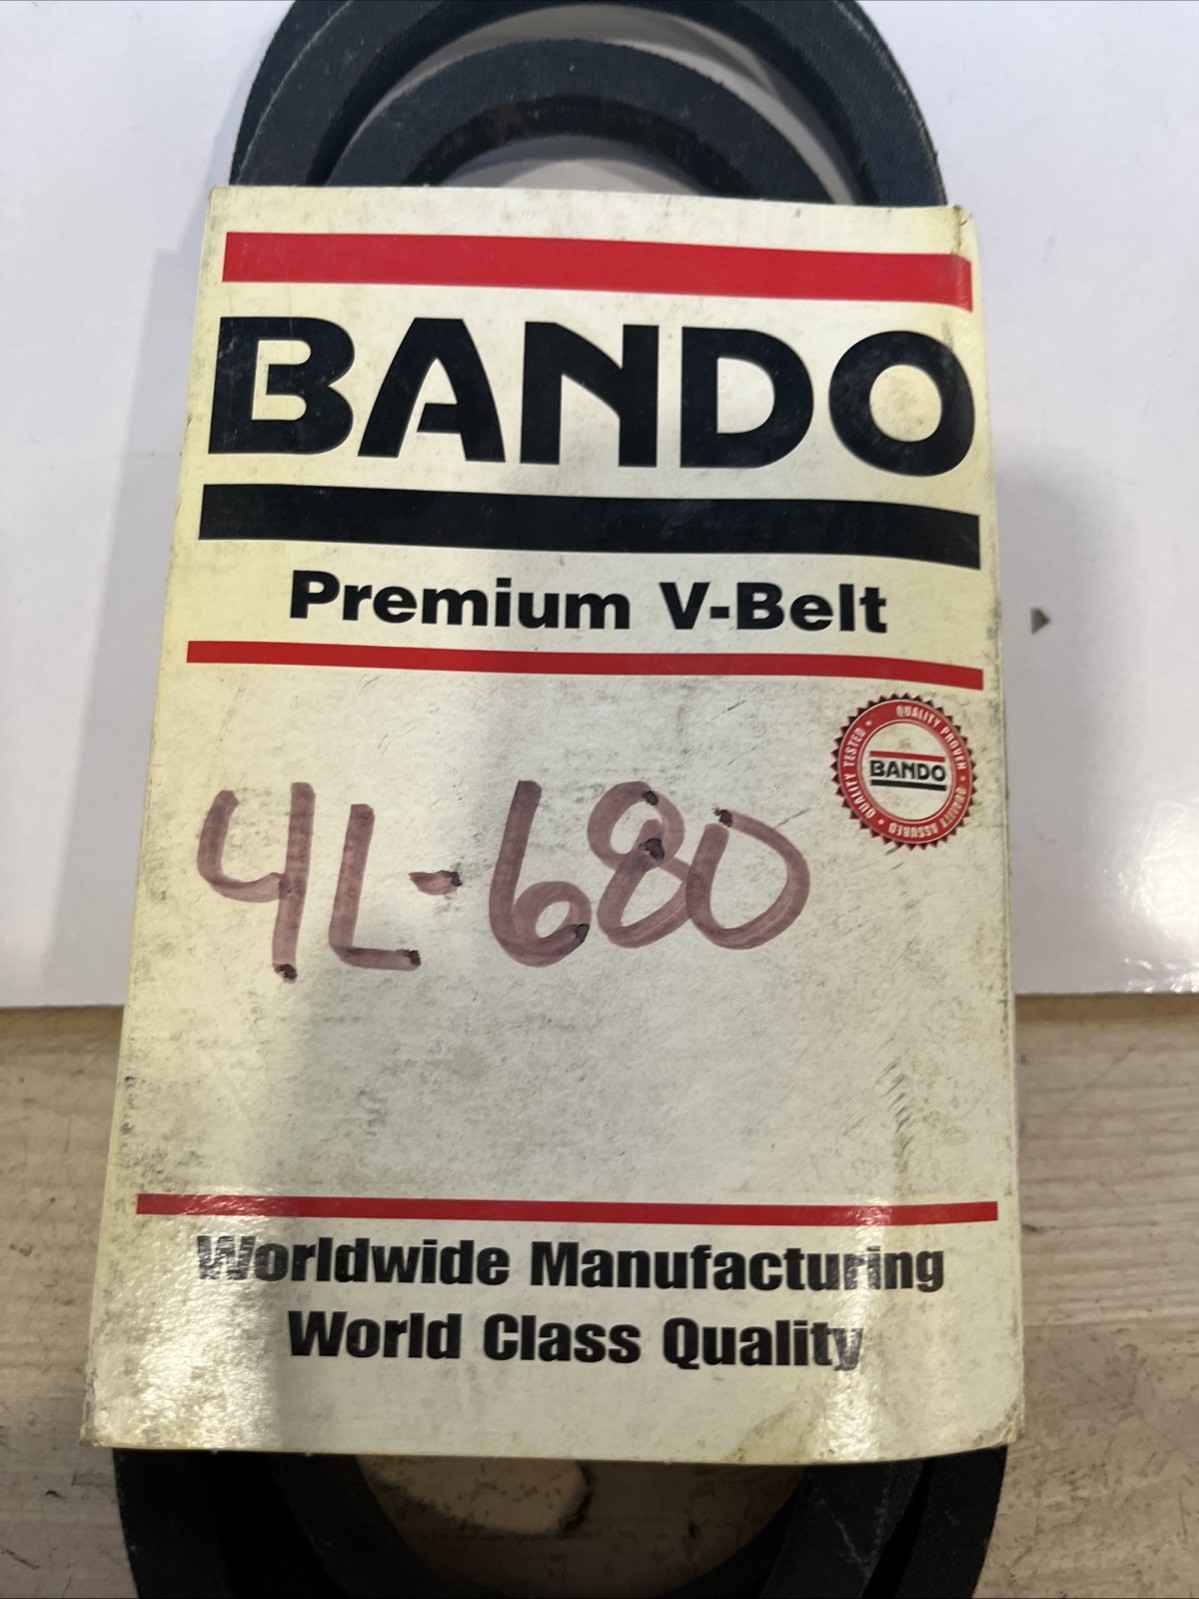 BANDO
Premium V-Belt
QUALITY PROVEN • QUALITY ASSURED • QUALITY TESTED •
BANDO
4L-680
Worldwide Manufacturing
World Class Quality